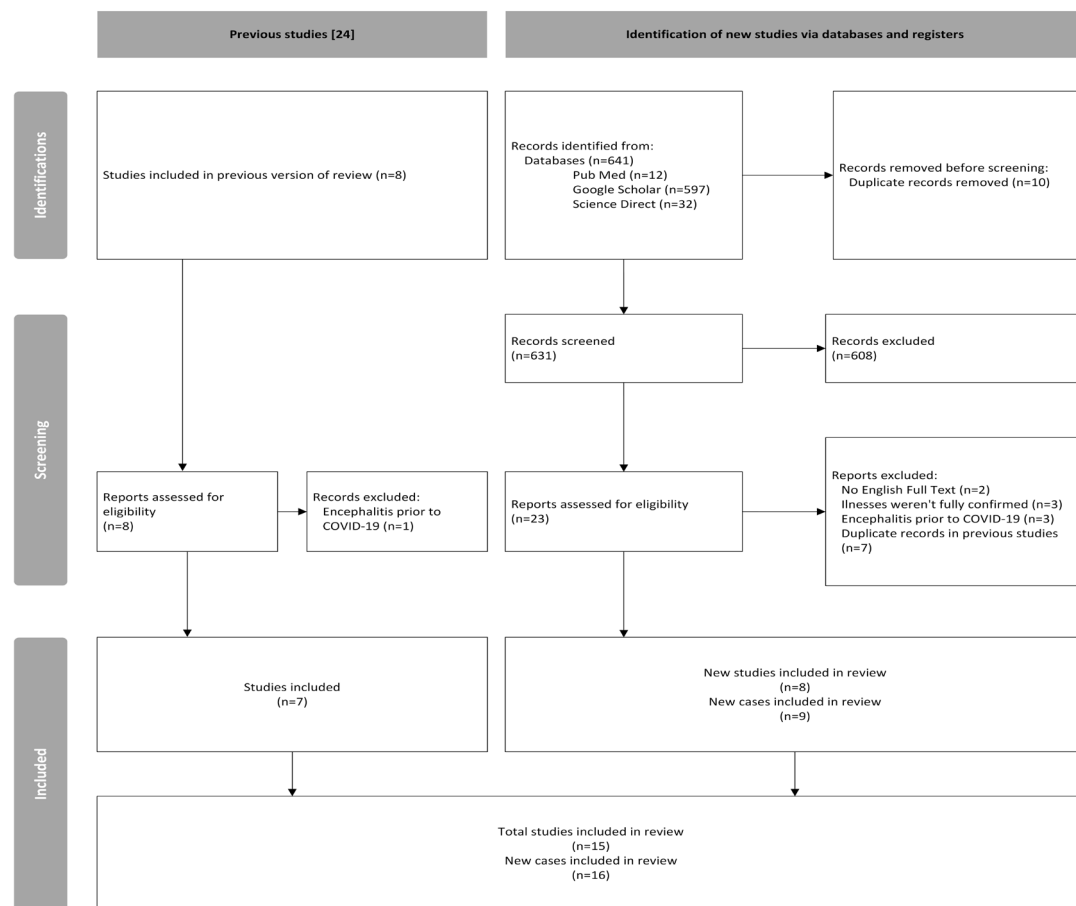 Previous studies [24]
Identification of new studies via databases and registers
Identifications
Studies included in previous version of review (n=8)
Records identified from:
Databases (n=641)
Pub Med (n=12)
Google Scholar (n=597)
Science Direct (n=32)
Records removed before screening:
Duplicate records removed (n=10)
Screening
Records screened
(n=631)
Records excluded
(n=608)
Reports assessed for
eligibility
(n=8)
Records excluded:
Encephalitis prior to
COVID-19 (n=1)
Reports assessed for eligibility
(n=23)
Reports excluded:
No English Full Text (n=2)
Ilnesses weren't fully confirmed (n=3)
Encephalitis prior to COVID-19 (n=3)
Duplicate records in previous studies
(n=7)
Included
Studies included
(n=7)
New studies included in review
(n=8)
New cases included in review
(n=9)
Total studies included in review
(n=15)
New cases included in review
(n=16)